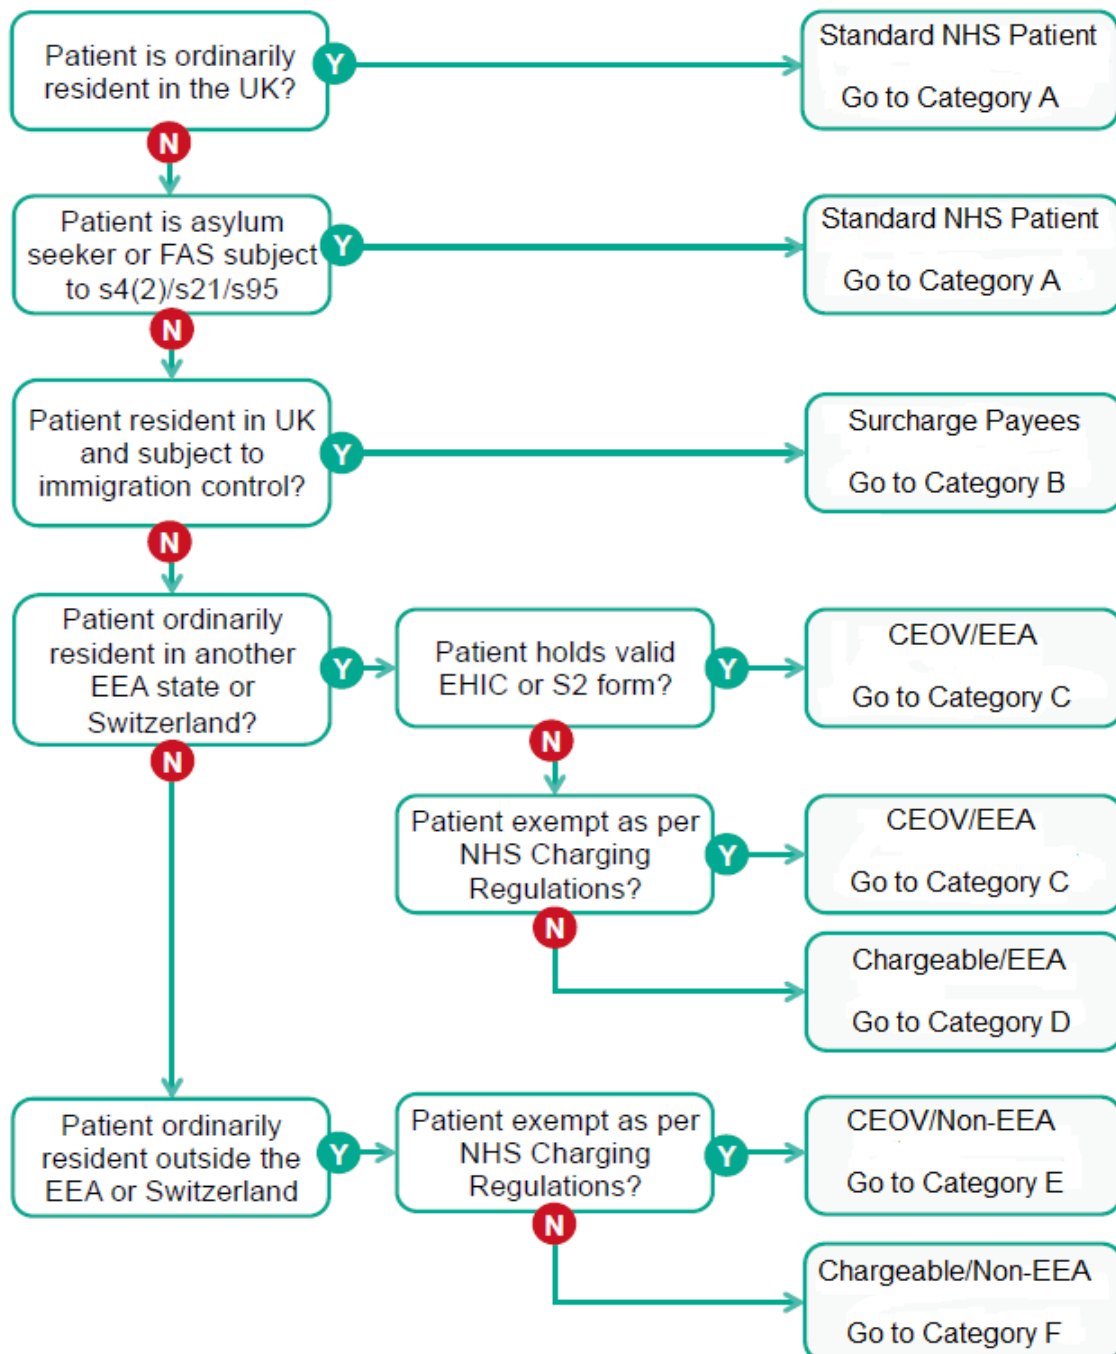 Patient is ordinarily
resident in the UK?
Y
Standard NHS Patient
Go to Category A
N
Patient is asylum
seeker or FAS subject
to s4(2)/s21/s95
Y
Standard NHS Patient
Go to Category A
N
Patient resident in UK
and subject to
immigration control?
Y
Surcharge Payees
Go to Category B
N
Patient ordinarily
resident in another
EEA state or
Switzerland?
Y
Patient holds valid
EHIC or S2 form?
Y
CEOV/EEA
Go to Category C
N
N
Patient exempt as per
NHS Charging
Regulations?
Y
CEOV/EEA
Go to Category C
N
Chargeable/EEA
Go to Category D
Patient ordinarily
resident outside the
EEA or Switzerland
Y
Patient exempt as per
NHS Charging
Regulations?
Y
CEOV/Non-EEA
Go to Category E
N
Chargeable/Non-EEA
Go to Category F